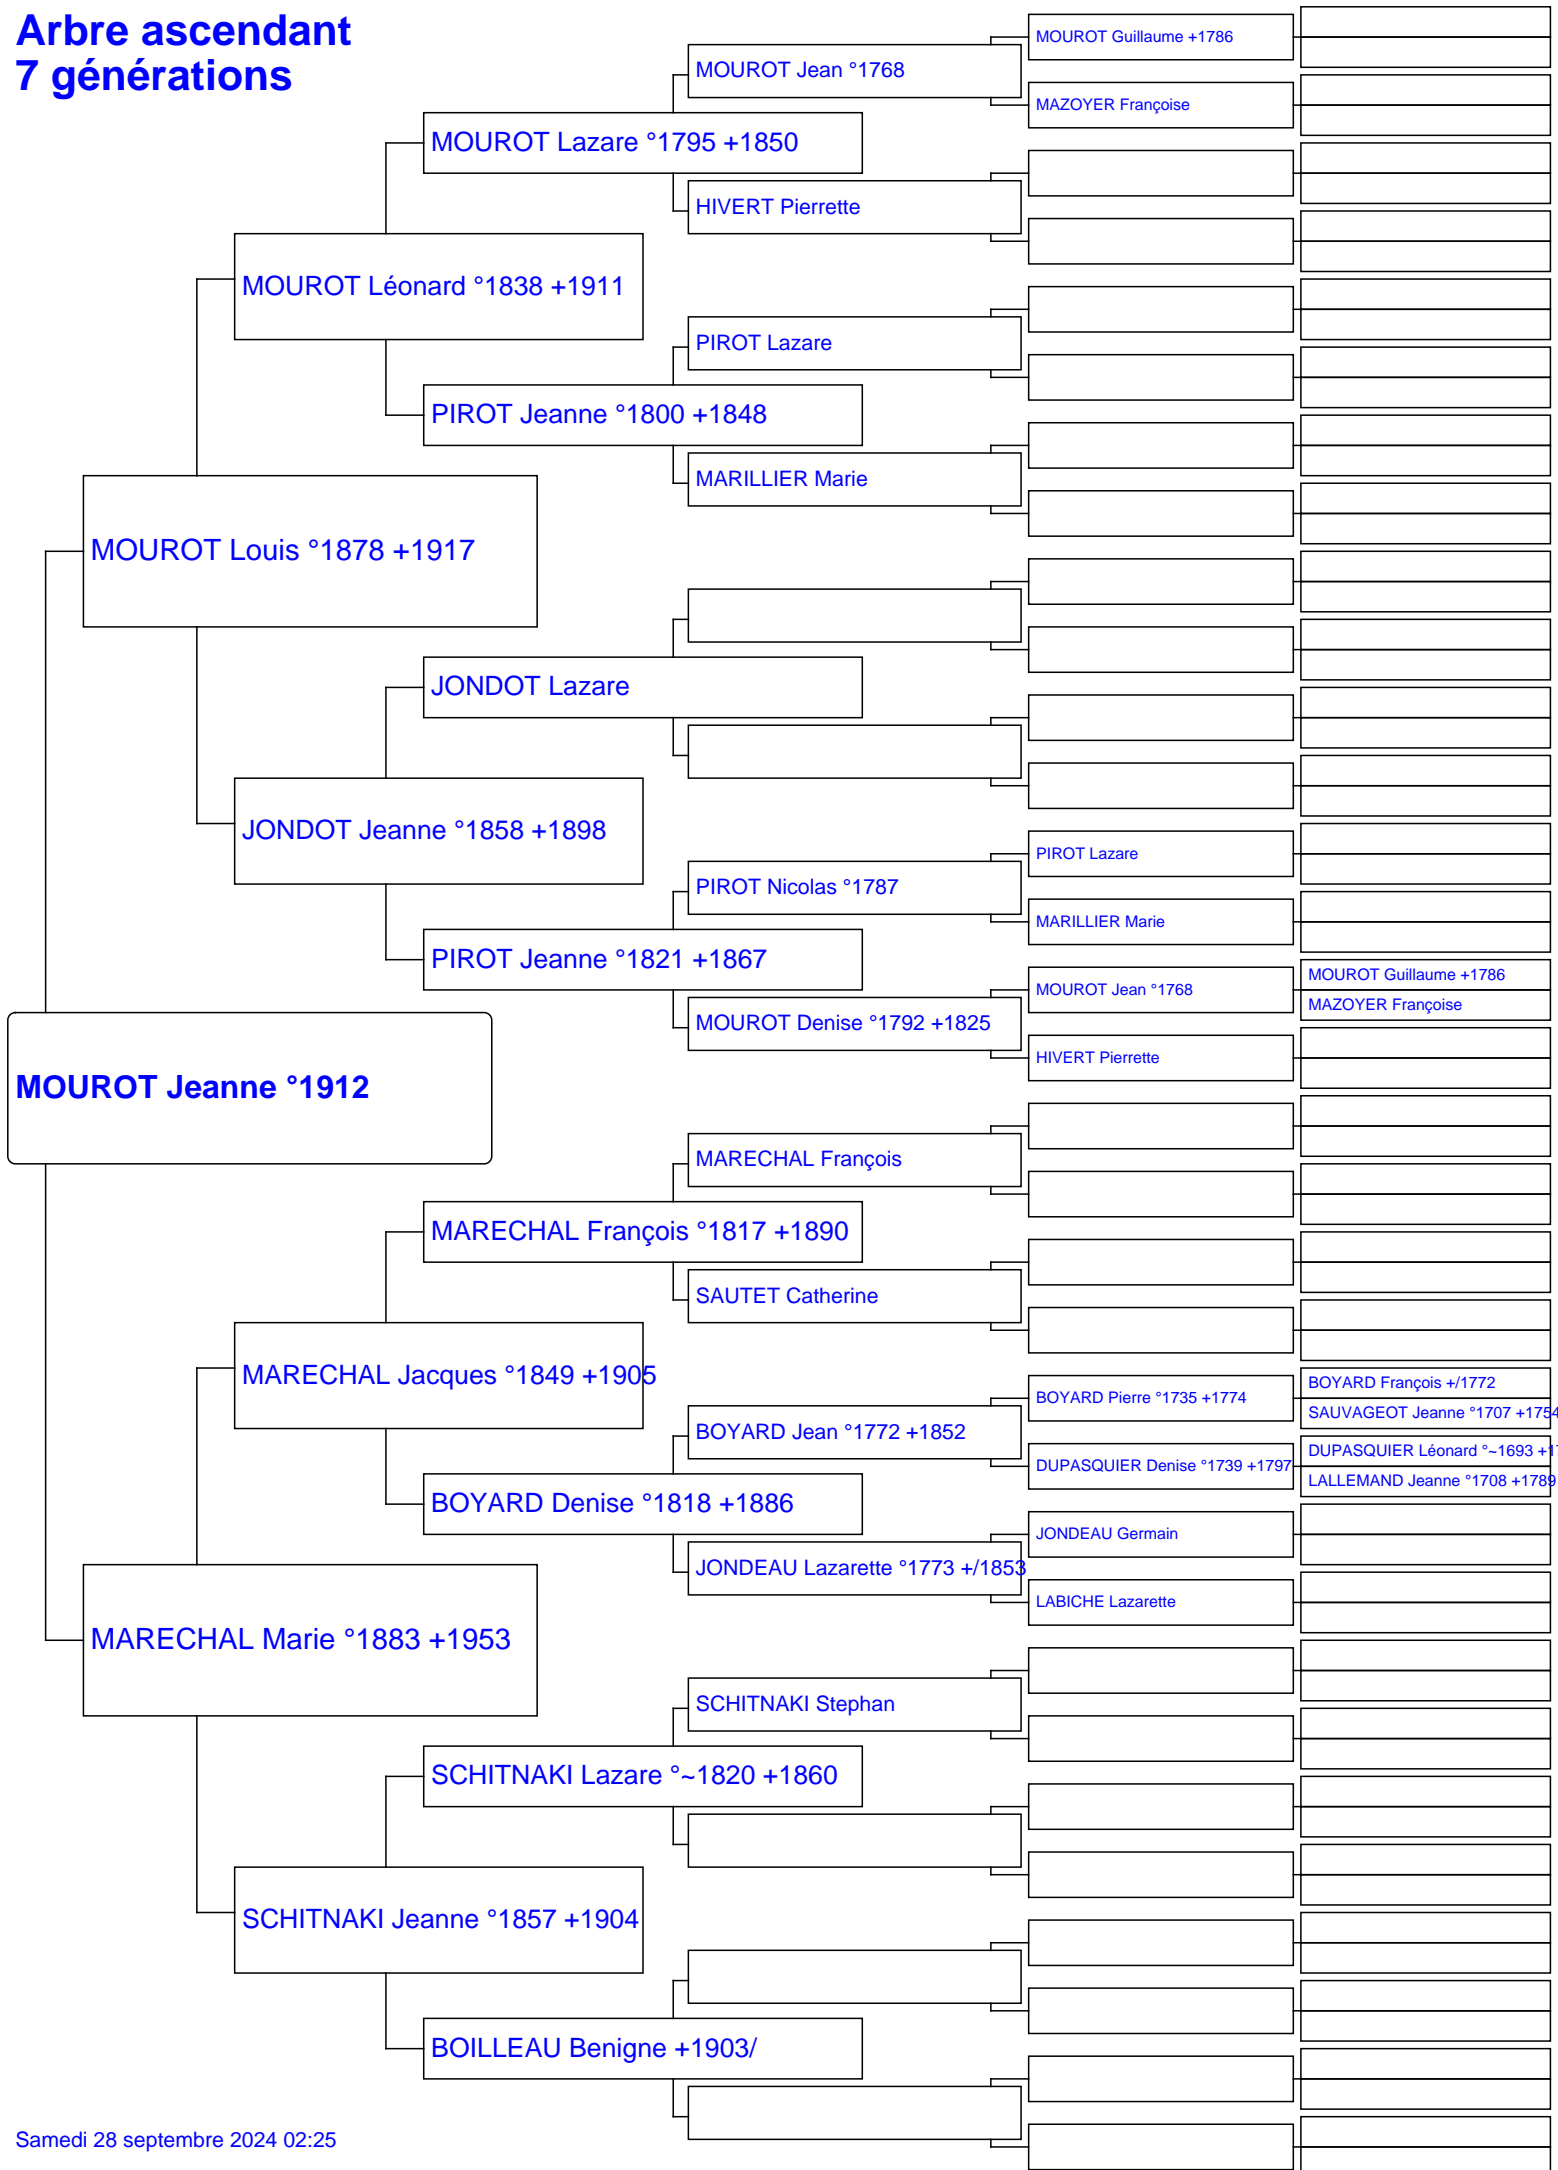 Arbre ascendant
7 générations
MOUROT Guillaume +1786
MOUROT Jean °1768
MAZOYER Françoise
MOUROT Lazare °1795 +1850
HIVERT Pierrette
MOUROT Léonard °1838 +1911
PIROT Lazare
PIROT Jeanne °1800 +1848
MARILLIER Marie
MOUROT Louis °1878 +1917
JONDOT Lazare
JONDOT Jeanne °1858 +1898
PIROT Lazare
PIROT Nicolas °1787
MARILLIER Marie
PIROT Jeanne °1821 +1867
MOUROT Guillaume +1786
MOUROT Jean °1768
MAZOYER Françoise
MOUROT Denise °1792 +1825
HIVERT Pierrette
MOUROT Jeanne °1912
MARECHAL François
MARECHAL François °1817 +1890
SAUTET Catherine
MARECHAL Jacques °1849 +1905
BOYARD François +/1772
BOYARD Pierre °1735 +1774
SAUVAGEOT Jeanne °1707 +1754
BOYARD Jean °1772 +1852
DUPASQUIER Léonard °~1693
DUPASQUIER Denise °1739 +1797
LALLEMAND Jeanne °1708 +1789
BOYARD Denise °1818 +1886
JONDEAU Germain
JONDEAU Lazarette °1773 +/1853
LABICHE Lazarette
MARECHAL Marie °1883 +1953
SCHITNAKI Stephan
SCHITNAKI Lazare °~1820 +1860
SCHITNAKI Jeanne °1857 +1904
BOILLEAU Benigne +1903/
Samedi 28 septembre 2024 02:25